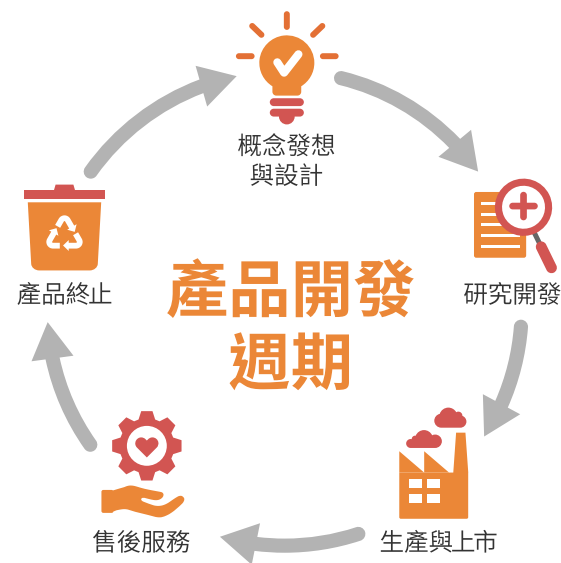 概念發想
與設計
研究開發
生產與上市
售後服務
產品終止
產品開發
週期